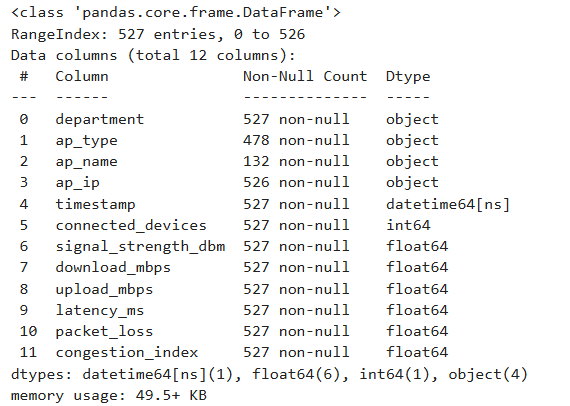 <class 'pandas.core.frame.DataFrame'>
RangeIndex: 527 entries, 0 to 526
Data columns (total 12 columns):
 #   Column               Non-Null Count  Dtype
---  ------               --------------  -----
 0   department           527 non-null    object
 1   ap_type              478 non-null    object
 2   ap_name              132 non-null    object
 3   ap_ip                526 non-null    object
 4   timestamp            527 non-null    datetime64[ns]
 5   connected_devices    527 non-null    int64
 6   signal_strength_dbm  527 non-null    float64
 7   download_mbps        527 non-null    float64
 8   upload_mbps          527 non-null    float64
 9   latency_ms           527 non-null    float64
 10  packet_loss          527 non-null    float64
 11  congestion_index     527 non-null    float64
dtypes: datetime64[ns](1), float64(6), int64(1), object(4)
memory usage: 49.5+ KB